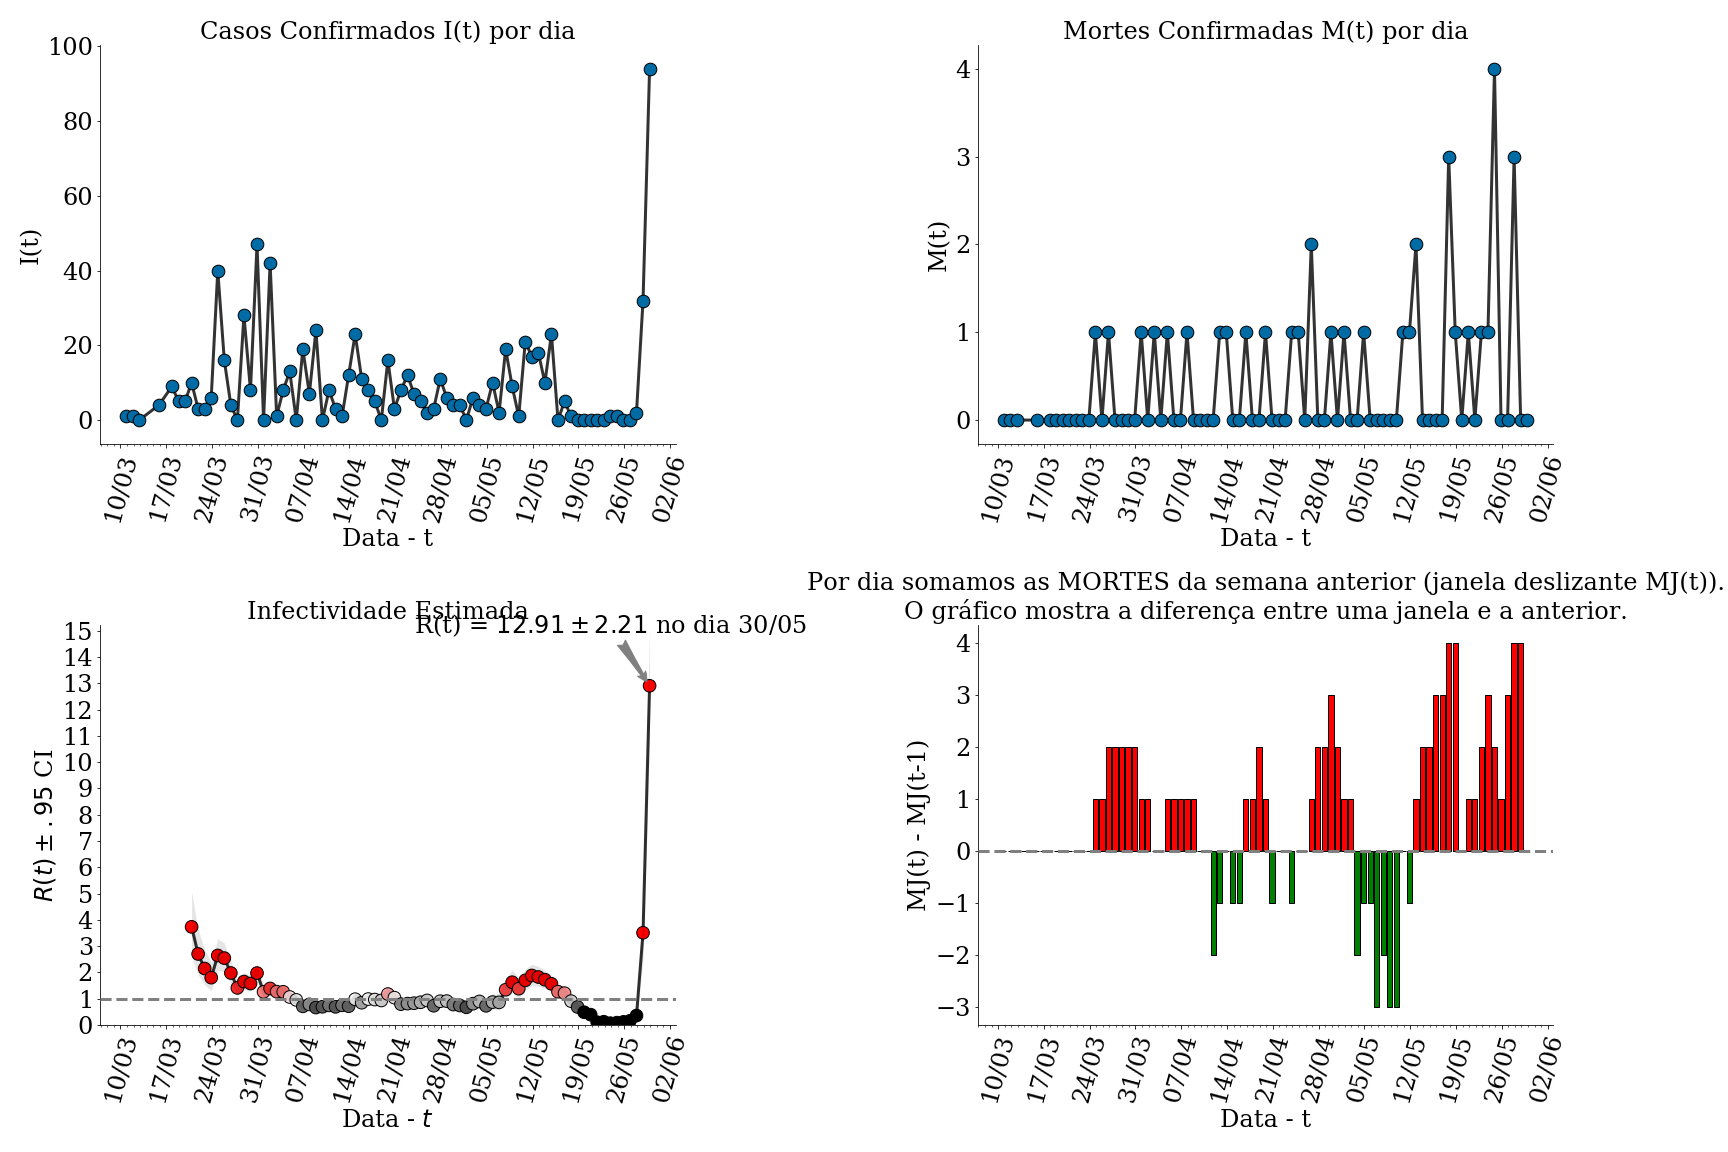 Casos Confirmados I(t) por dia
100
80
60
40
20
0
I(t)
10/03 17/03 24/03 31/03 07/04 14/04 21/04 28/04 05/05 12/05 19/05 26/05 02/06
Data - t
Mortes Confirmadas M(t) por dia
4
3
2
1
0
M(t)
10/03 17/03 24/03 31/03 07/04 14/04 21/04 28/04 05/05 12/05 19/05 26/05 02/06
Data - t
Infectividade Estimada
R(t) = 12.91 ± 2.21 no dia 30/05
15
14
13
12
11
10
9
8
7
6
5
4
3
2
1
0
R(t) ± .95 CI
10/03 17/03 24/03 31/03 07/04 14/04 21/04 28/04 05/05 12/05 19/05 26/05 02/06
Data - t
Por dia somamos as MORTES da semana anterior (janela deslizante MJ(t)).
O gráfico mostra a diferença entre uma janela e a anterior.
4
3
2
1
0
−1
−2
−3
MJ(t) - MJ(t-1)
10/03 17/03 24/03 31/03 07/04 14/04 21/04 28/04 05/05 12/05 19/05 26/05 02/06
Data - t